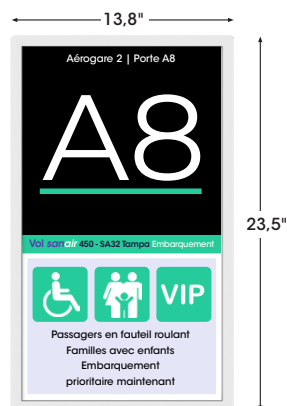 13,8"
Aérogare 2 | Porte A8
A8
23,5"
Vol sanair 450 - SA32 Tampa Embarquement
VIP
Passagers en fauteil roulant
Familles avec enfants
Embarquement
prioritaire maintenant